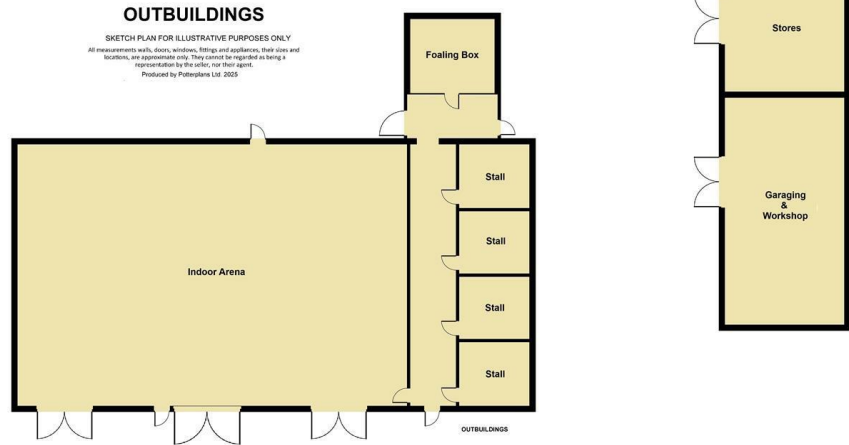 OUTBUILDINGS
SKETCH PLAN FOR ILLUSTRATIVE PURPOSES ONLY
All measurements walls, doors, windows, fittings and appliances, their sizes and
locations, are approximate only. They cannot be regarded as being a
representation by the seller, nor their agent.
Produced by Potterplans Ltd. 2025
Foaling Box
Stores
Stall
Garaging
&
Workshop
Stall
Indoor Arena
Stall
Stall
OUTBUILDINGS